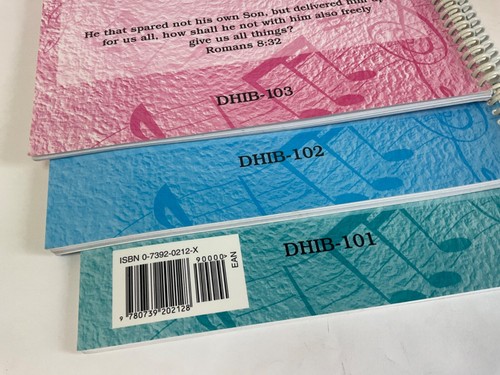 He that spared not his own Son, but delivered him up
for us all, how shall he not with him also freely
give us all things?
Romans 8:32
DHIB-103
DHIB-102
DHIB-101
ISBN 0-7392-0212-X
90000>
EAN
9 780739 202128